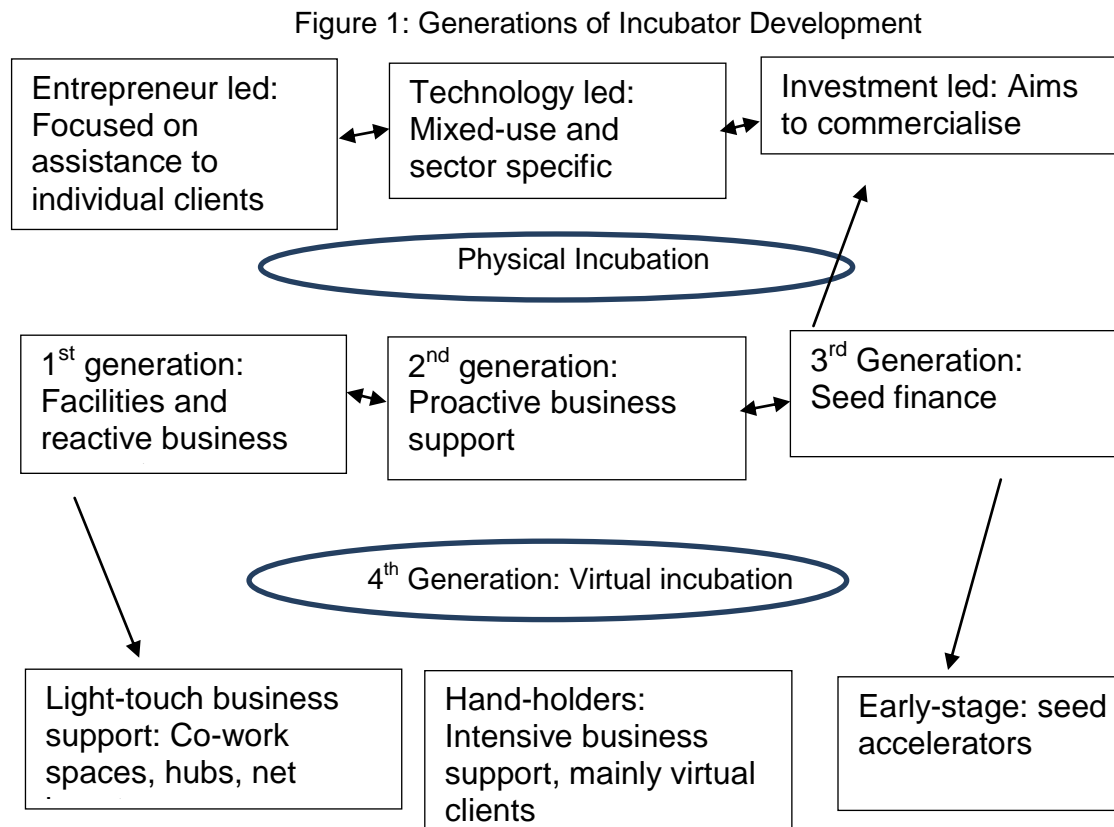 Figure 1: Generations of Incubator Development
Entrepreneur led:
Focused on
assistance to
individual clients
Technology led:
Mixed-use and
sector specific
Investment led: Aims
to commercialise
Physical Incubation
1st generation:
Facilities and
reactive business
2nd generation:
Proactive business
support
3rd Generation:
Seed finance
4th Generation: Virtual incubation
Light-touch business
support: Co-work
spaces, hubs, net
Hand-holders:
Intensive business
support, mainly virtual
clients
Early-stage: seed
accelerators